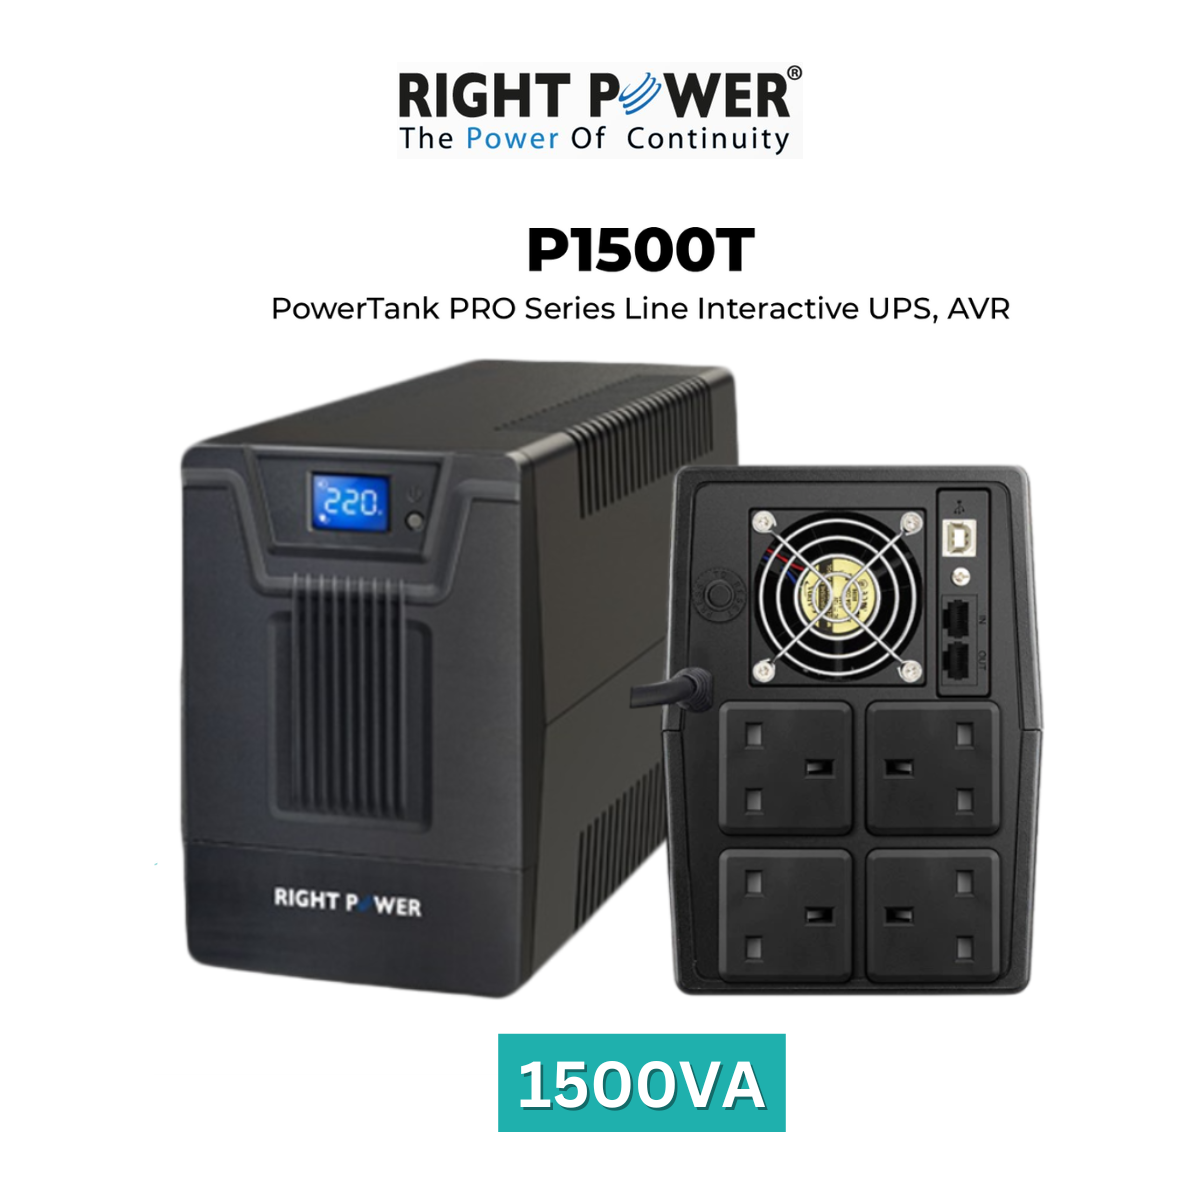 RIGHT POWER®
The Power Of Continuity
P1500T
PowerTank PRO Series Line Interactive UPS, AVR
220
RIGHT POWER
IN
OUT
1500VA